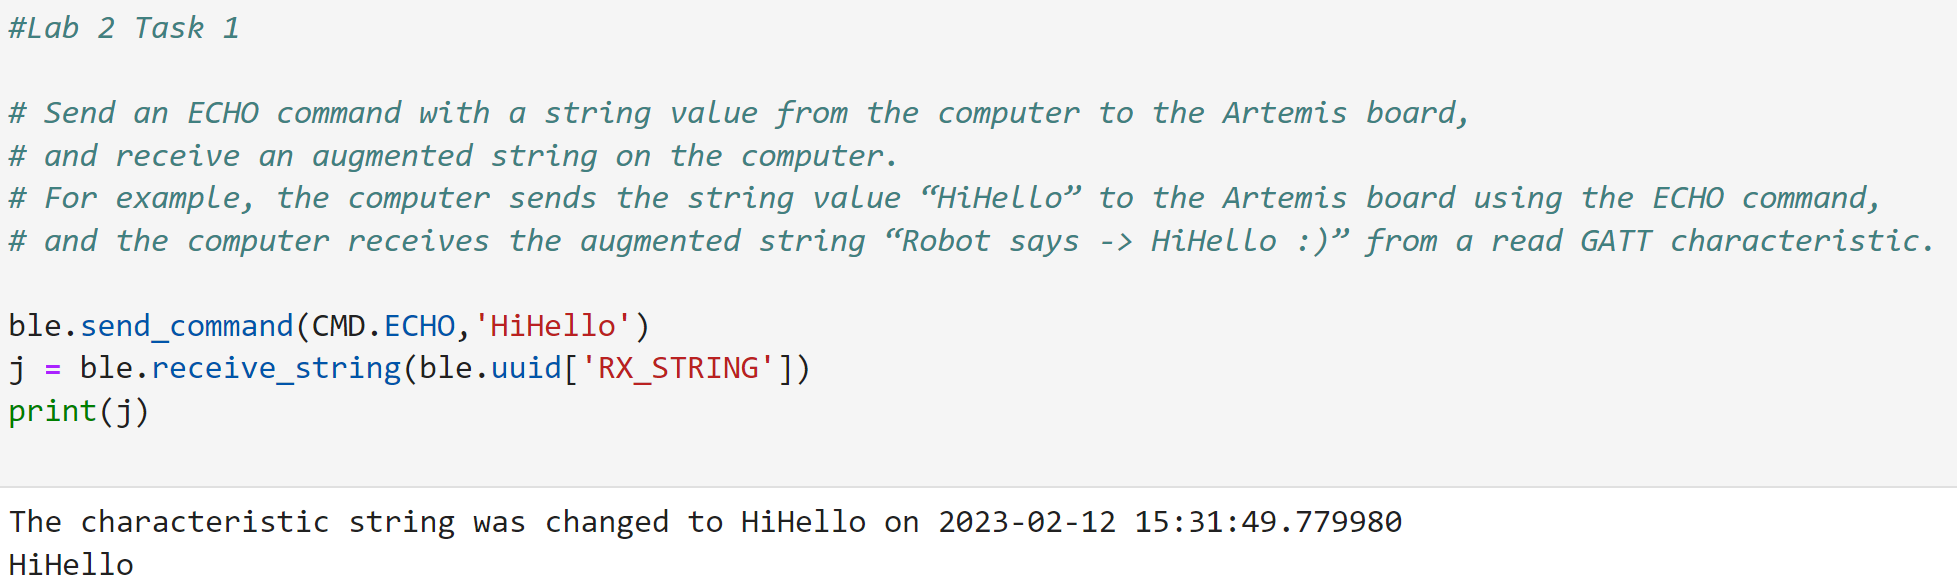 #Lab 2 Task 1
# Send an ECHO command with a string value from the computer to the Artemis board,
# and receive an augmented string on the computer.
# For example, the computer sends the string value “HiHello” to the Artemis board using the ECHO command,
# and the computer receives the augmented string “Robot says -> HiHello :)” from a read GATT characteristic.
ble.send_command(CMD.ECHO,'HiHello')
j = ble.receive_string(ble.uuid['RX_STRING'])
print(j)
The characteristic string was changed to HiHello on 2023-02-12 15:31:49.779980
HiHello